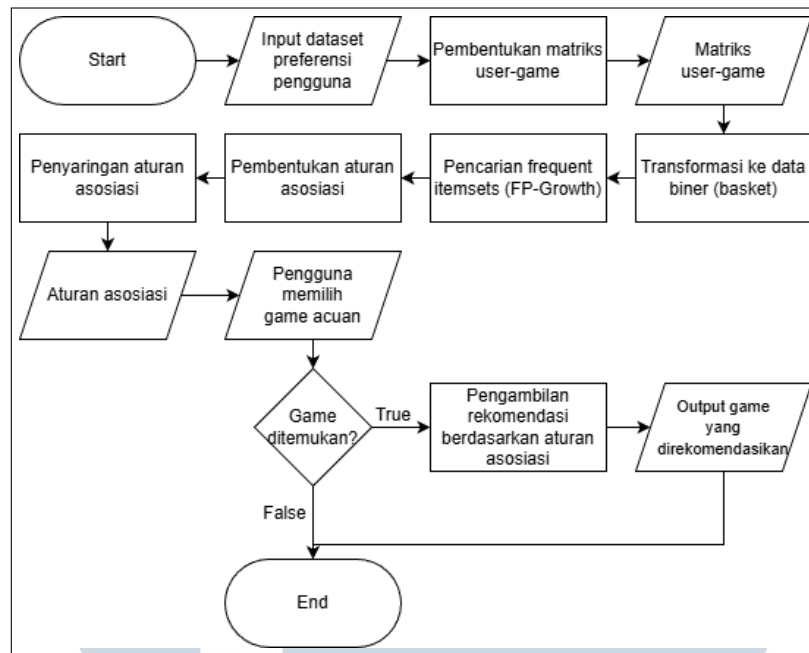 Start
Input dataset
preferensi
pengguna
Pembentukan matriks
user-game
Matriks
user-game
Penyaringan aturan
asosiasi
Pembentukan aturan
asosiasi
Pencarian frequent
itemsets (FP-Growth)
Transformasi ke data
biner (basket)
Aturan asosiasi
Pengguna
memilih
game acuan
Game
ditemukan?
True
Pengambilan
rekomendasi
berdasarkan aturan
asosiasi
Output game
yang
direkomendasikan
False
End